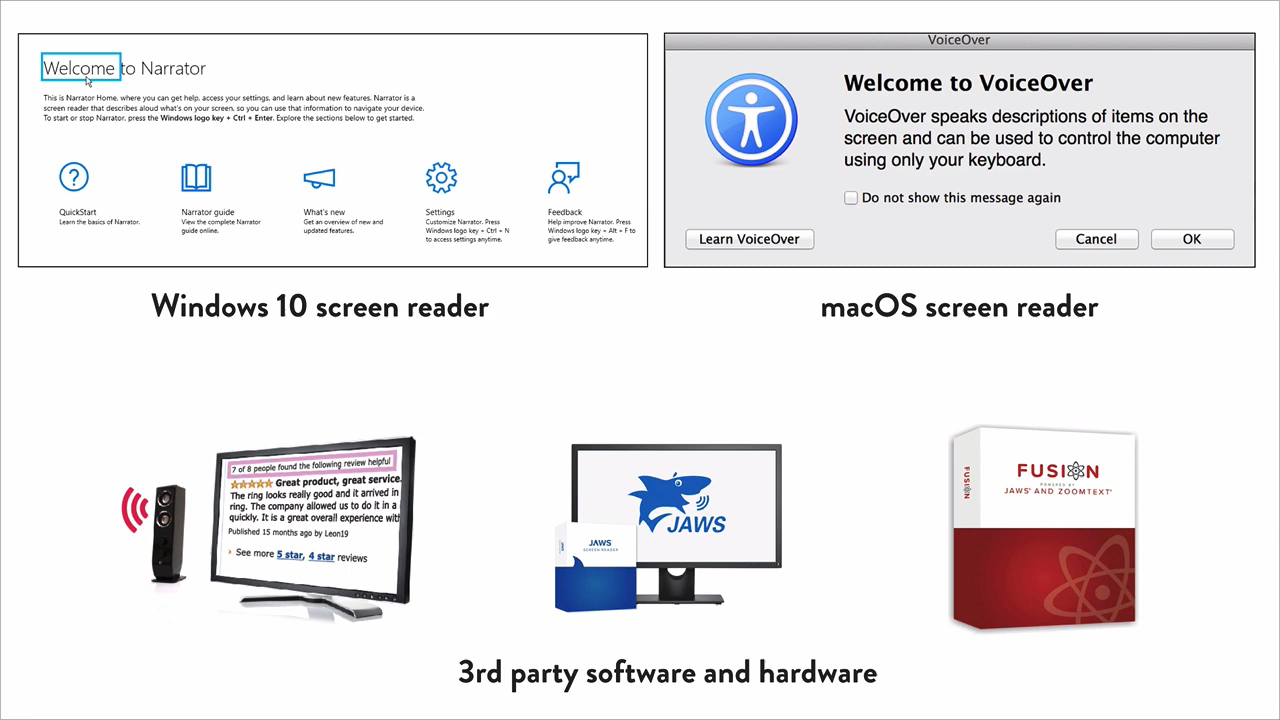 Welcome to Narrator
This is Narrator Home, where you can get help, access your settings, and learn about new features. Narrator is a
screen reader that describes aloud what's on your screen, so you can use that information to navigate your device.
To start or stop Narrator, press the Windows logo key + Ctrl + Enter. Explore the sections below to get started.
QuickStart
Learn the basics of Narrator.
Narrator guide
View the complete Narrator
guide online.
What's new
Get an overview of new and
updated features.
Settings
Customize Narrator. Press
Windows logo key + Ctrl + N
to access settings anytime.
Feedback
Help improve Narrator. Press
Windows logo key + Alt + F to
give feedback anytime.
VoiceOver
Welcome to VoiceOver
VoiceOver speaks descriptions of items on the
screen and can be used to control the computer
using only your keyboard.
Do not show this message again
Learn VoiceOver
Cancel
OK
Windows 10 screen reader
macOS screen reader
7 of 8 people found the following review helpful
Great product, great service.
The ring looks really good and it arrived in
ring. The company allowed us to do it in a
quickly. It is a great overall experience with
Published 15 months ago by Leon19
See more 5 star, 4 star reviews
JAWS
JAWS
SCREEN READER
FUSION
FUSION
POWERED BY
JAWS® AND ZOOMTEXT®
3rd party software and hardware